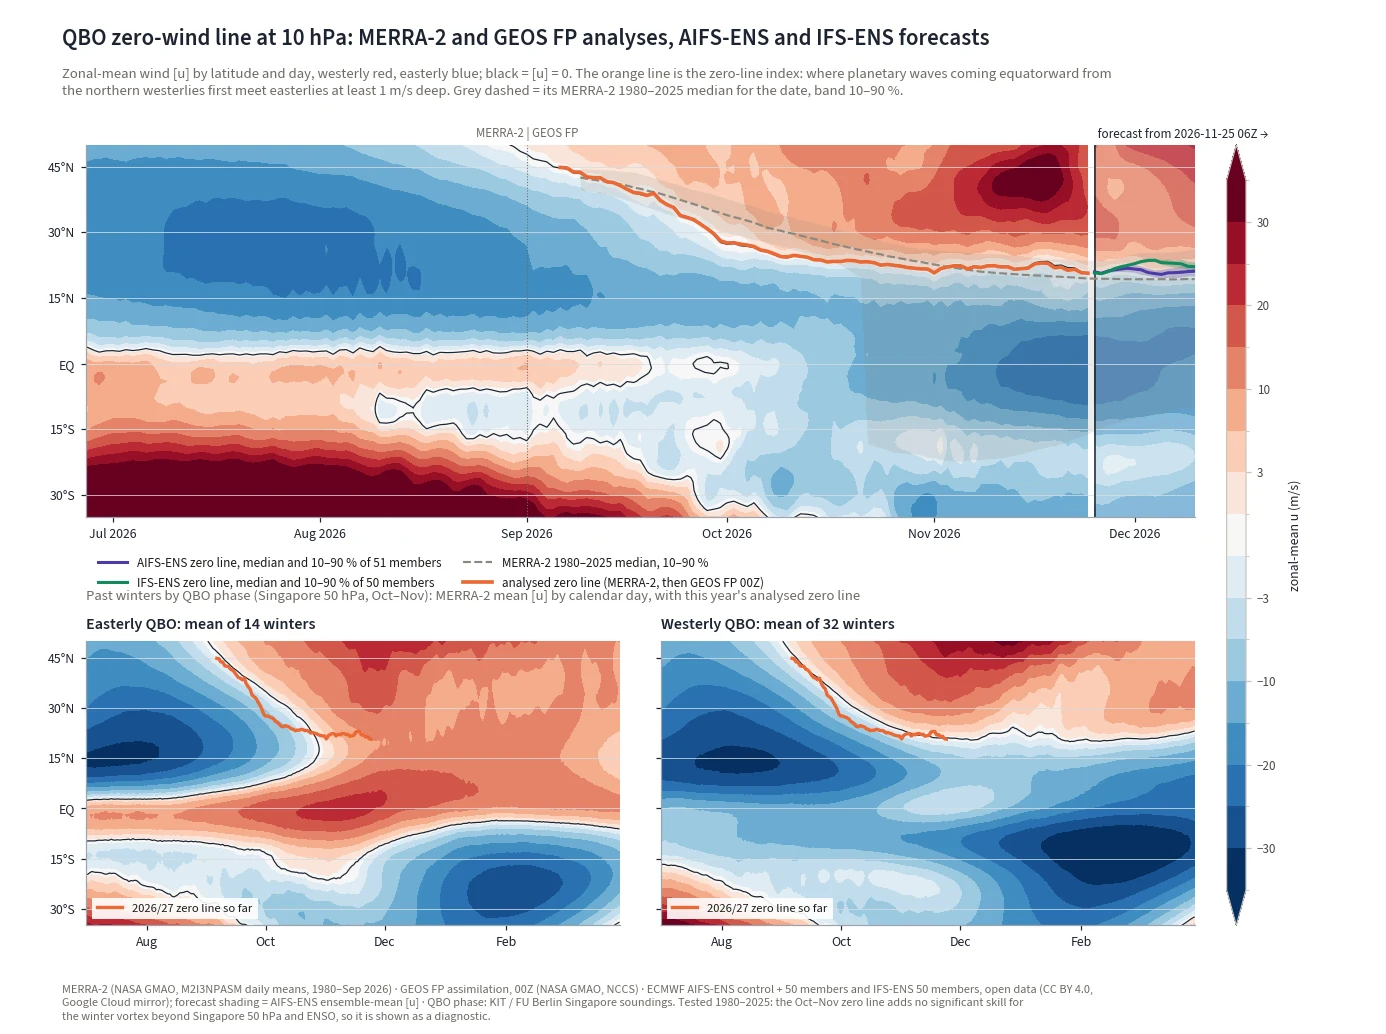 QBO zero-wind line at 10 hPa: MERRA-2 and GEOS FP analyses, AIFS-ENS and IFS-ENS forecasts
Zonal-mean wind [u] by latitude and day, westerly red, easterly blue; black = [u] = 0. The orange line is the zero-line index: where planetary waves coming equatorward from
the northern westerlies first meet easterlies at least 1 m/s deep. Grey dashed = its MERRA-2 1980–2025 median for the date, band 10–90 %.
MERRA-2 | GEOS FP
forecast from 2026-11-25 06Z →
45°N
30°N
15°N
EQ
15°S
30°S
Jul 2026
Aug 2026
Sep 2026
Oct 2026
Nov 2026
Dec 2026
30
20
10
3
−3
−10
−20
−30
zonal-mean u (m/s)
AIFS-ENS zero line, median and 10–90 % of 51 members
IFS-ENS zero line, median and 10–90 % of 50 members
MERRA-2 1980–2025 median, 10–90 %
analysed zero line (MERRA-2, then GEOS FP 00Z)
Past winters by QBO phase (Singapore 50 hPa, Oct–Nov): MERRA-2 mean [u] by calendar day, with this year's analysed zero line
Easterly QBO: mean of 14 winters
45°N
30°N
15°N
EQ
15°S
30°S
2026/27 zero line so far
Aug
Oct
Dec
Feb
Westerly QBO: mean of 32 winters
2026/27 zero line so far
Aug
Oct
Dec
Feb
MERRA-2 (NASA GMAO, M2I3NPASM daily means, 1980–Sep 2026) · GEOS FP assimilation, 00Z (NASA GMAO, NCCS) · ECMWF AIFS-ENS control + 50 members and IFS-ENS 50 members, open data (CC BY 4.0,
Google Cloud mirror); forecast shading = AIFS-ENS ensemble-mean [u] · QBO phase: KIT / FU Berlin Singapore soundings. Tested 1980–2025: the Oct–Nov zero line adds no significant skill for
the winter vortex beyond Singapore 50 hPa and ENSO, so it is shown as a diagnostic.